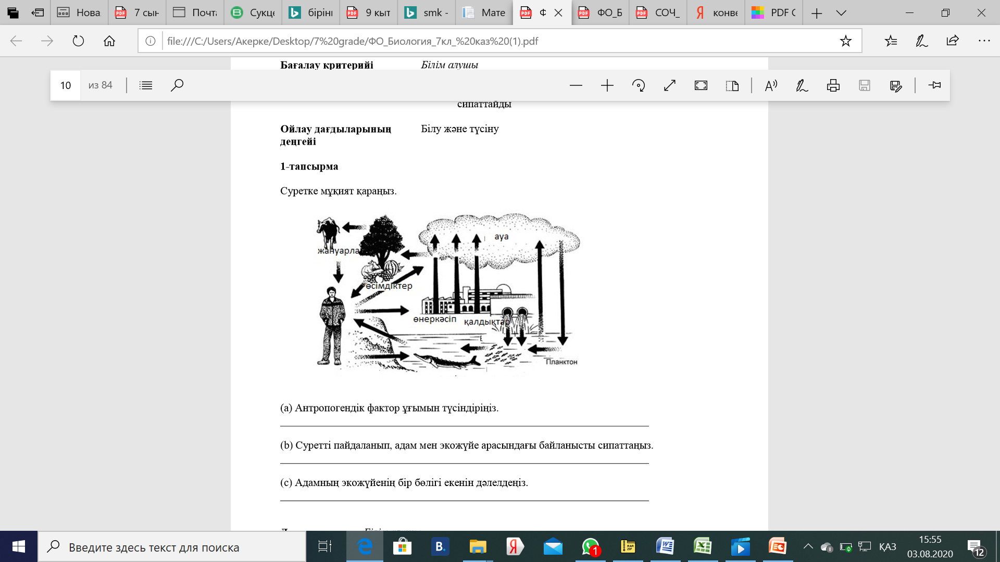 Нова
7 сын
Почта
Сукце
бірін
9 кыт
smk -
Мате
Ф
ФО_Б
СОЧ_
конве
PDF C
file:///C:/Users/Акерке/Desktop/7%20grade/ФО_Биология_7кл_%20каз%20(1).pdf
Бағалау критерийі Білім алушы
10 из 84
сипаттайды
Ойлау дағдыларының Білу және түсіну
деңгейі
1-тапсырма
Суретке мұқият қараңыз.
ауа
жануарла
өсімдіктер
өнеркәсіп
қалдықтар
Планктон
(a) Антропогендік фактор ұғымын түсіндіріңіз.
(b) Суретті пайдаланып, адам мен экожүйе арасындағы байланысты сипаттаңыз.
(c) Адамның экожүйенің бір бөлігі екенін дәлелдеңіз.
Введите здесь текст для поиска
1
ҚАЗ
15:55
03.08.2020
12